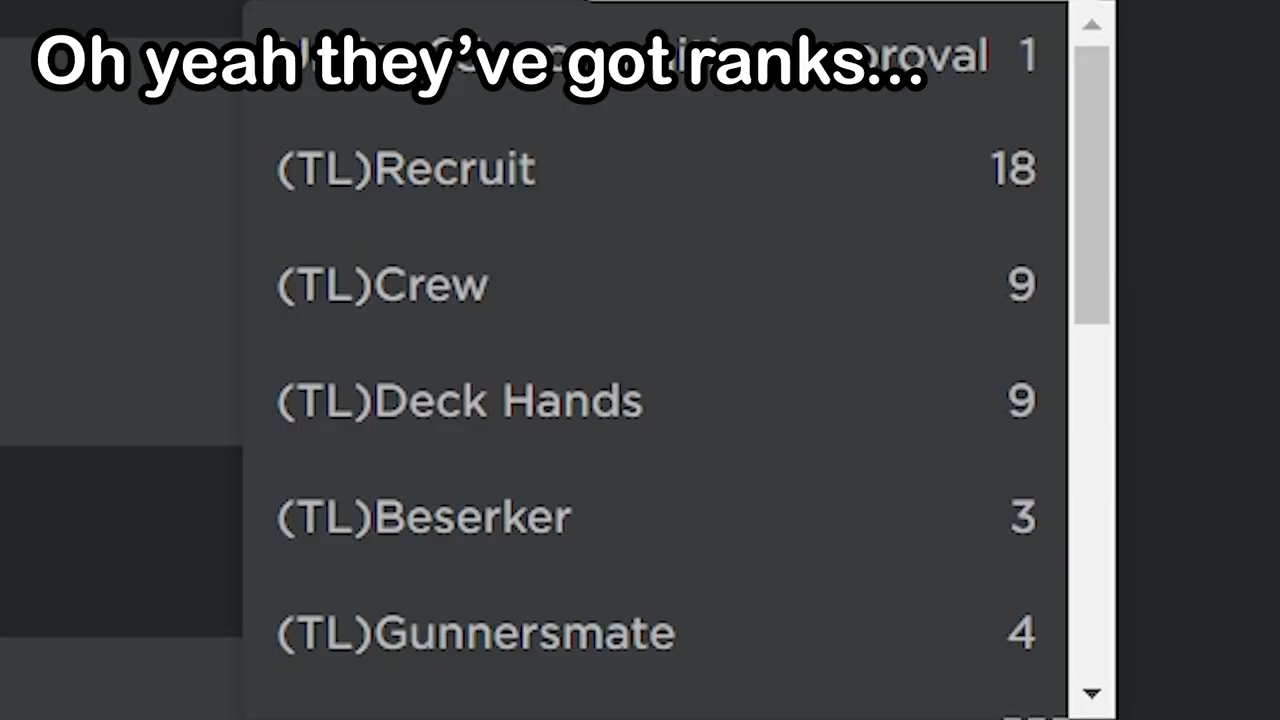 Oh yeah they've got ranks...
1
(TL)Recruit 18
(TL)Crew 9
(TL)Deck Hands 9
(TL)Beserker 3
(TL)Gunnersmate 4